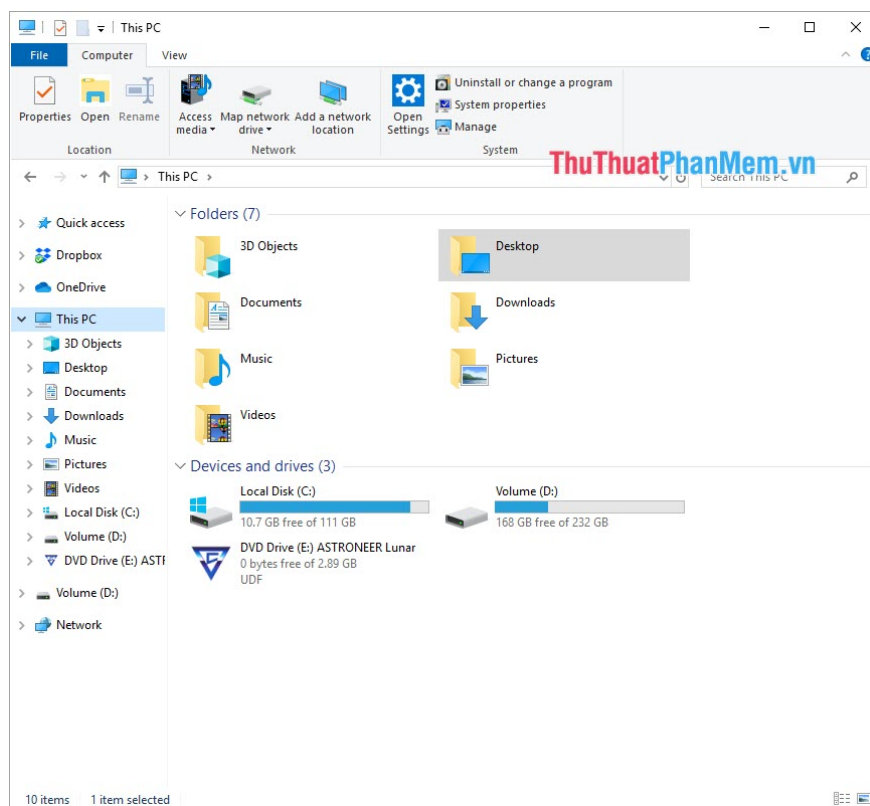 This PC
File Computer View
Properties Open Rename
Access media Map network drive Add a network location
Open Settings
Uninstall or change a program
System properties
Manage
Location Network System
ThuThuatPhanMem.vn
This PC
Search This PC
Quick access
Dropbox
OneDrive
This PC
3D Objects
Desktop
Documents
Downloads
Music
Pictures
Videos
Local Disk (C:)
Volume (D:)
DVD Drive (E:) ASTR
Volume (D:)
Network
Folders (7)
3D Objects
Desktop
Documents
Downloads
Music
Pictures
Videos
Devices and drives (3)
Local Disk (C:)
10.7 GB free of 111 GB
Volume (D:)
168 GB free of 232 GB
DVD Drive (E:) ASTRONEER Lunar
0 bytes free of 2.89 GB
UDF
10 items 1 item selected